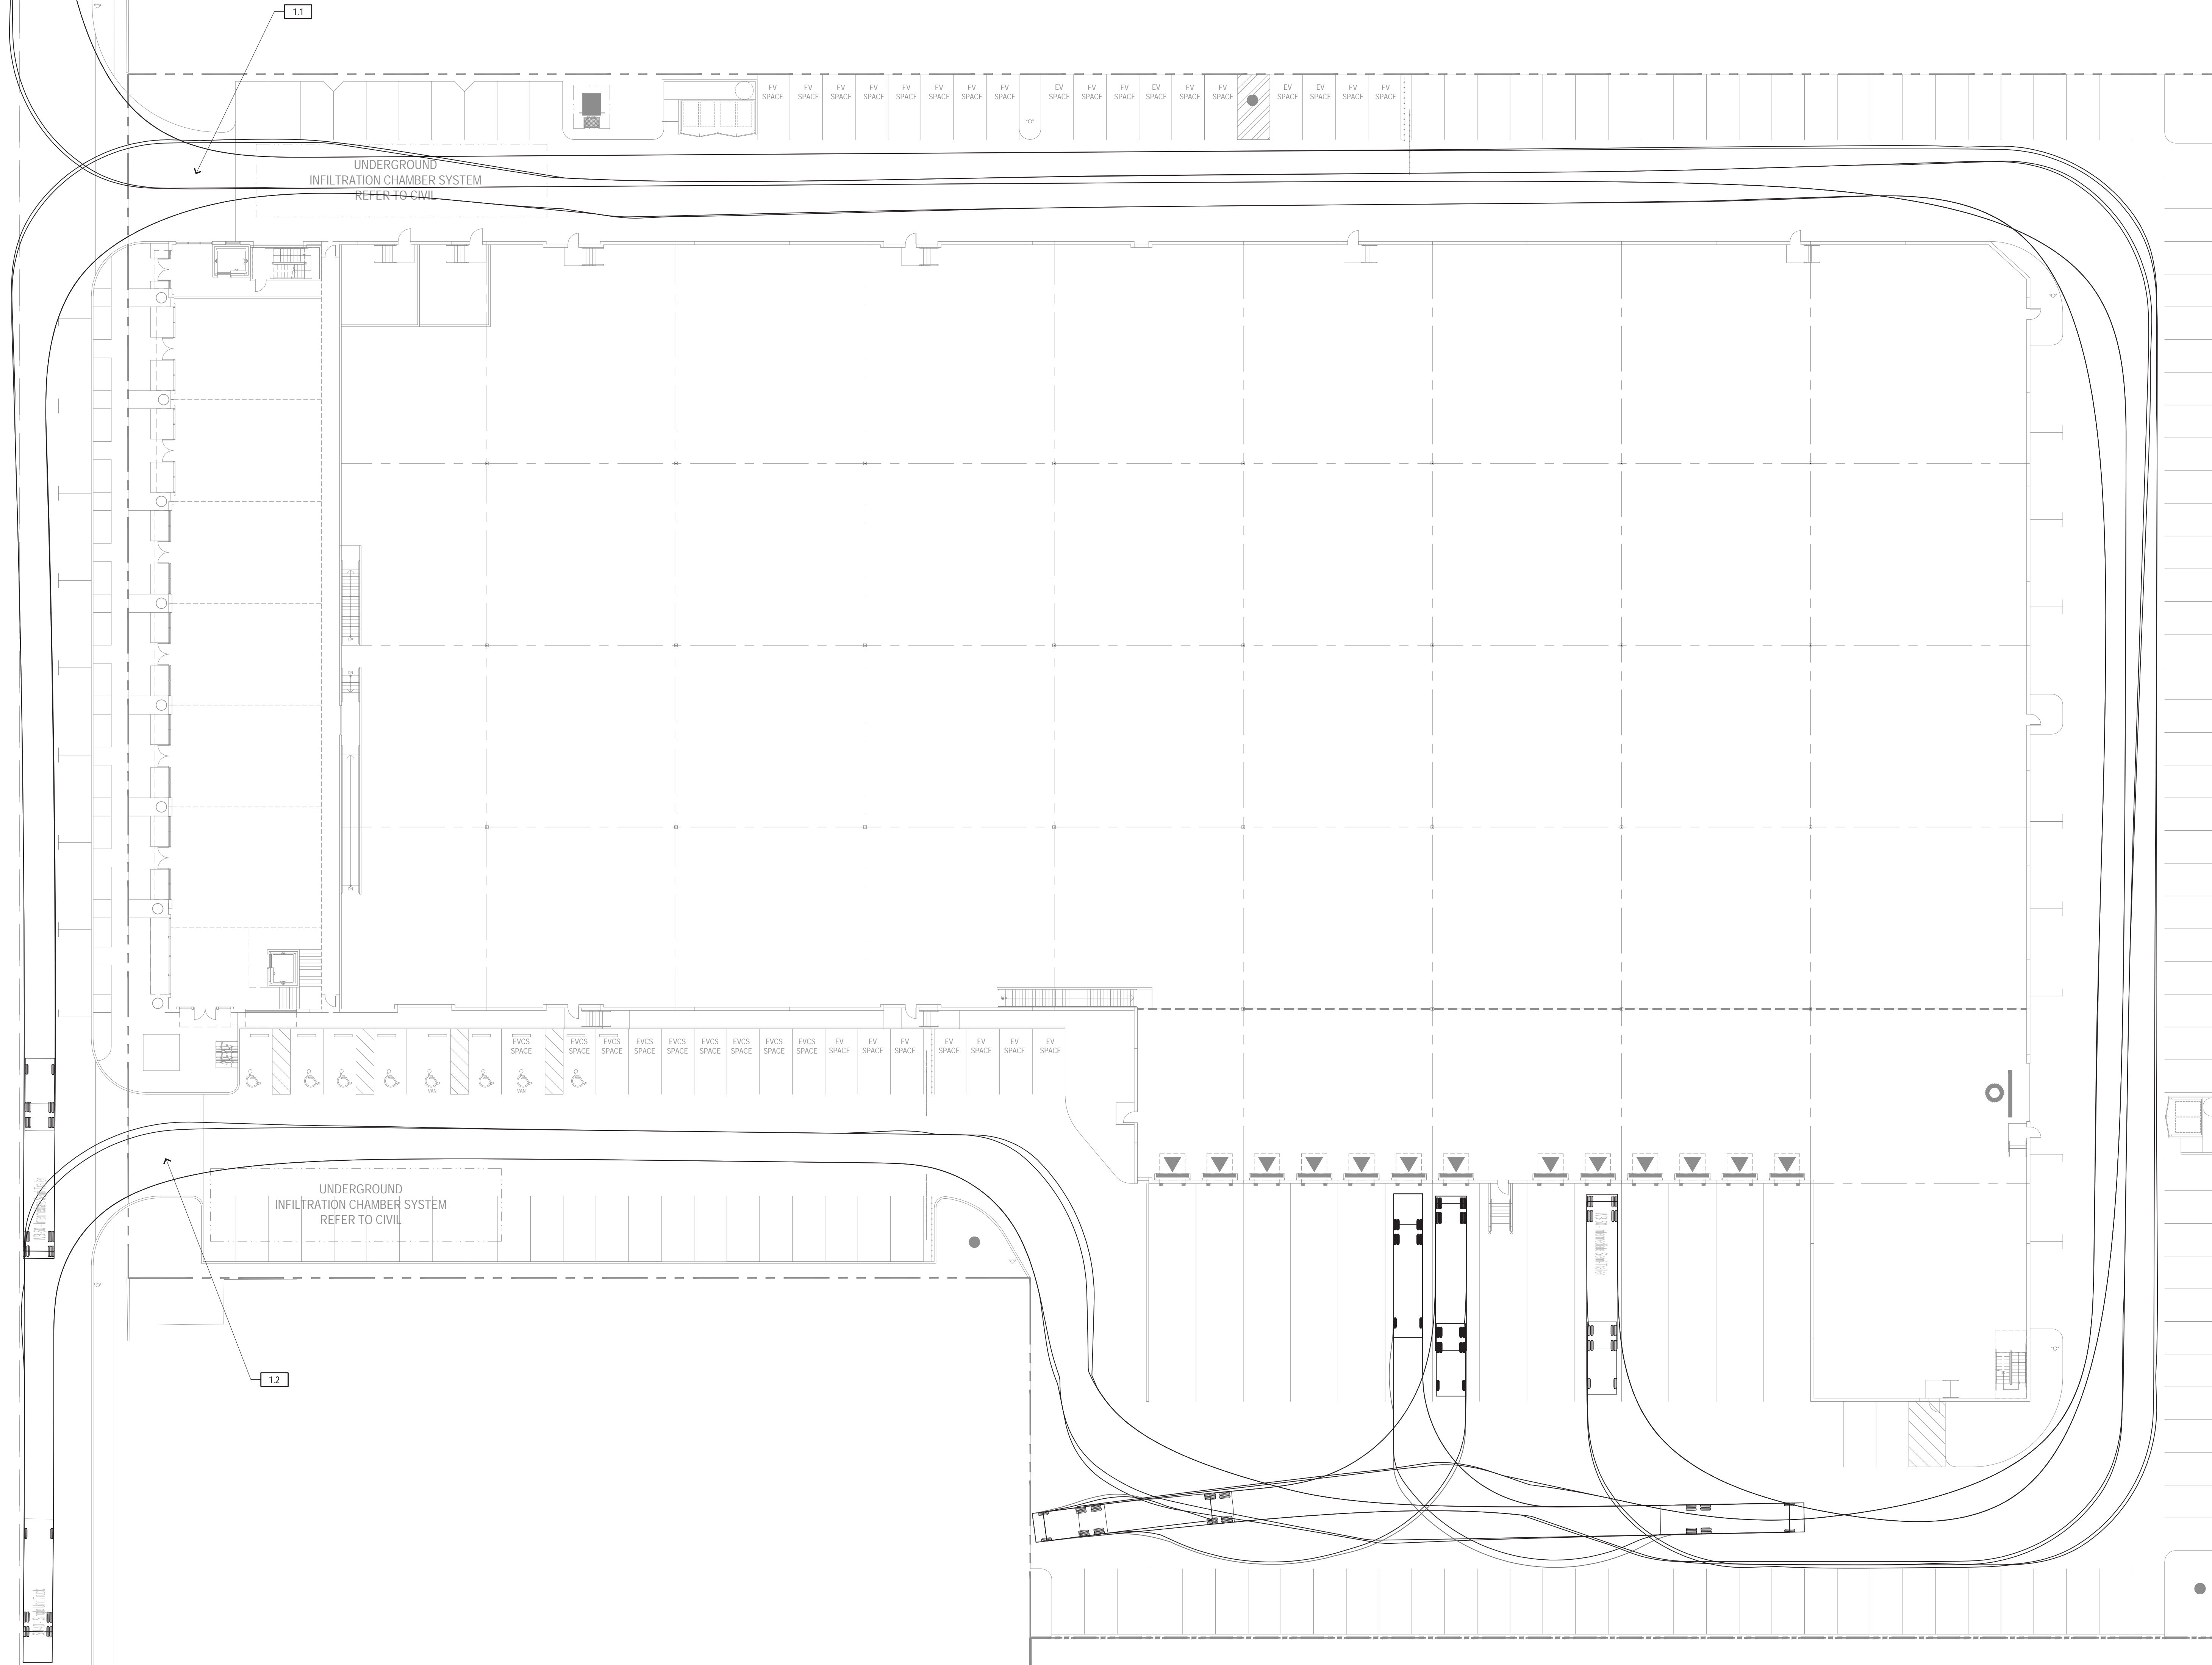 1.1
EV EV EV EV EV EV EV EV EV EV EV EV EV EV EV EV EV EV
SPACE SPACE SPACE SPACE SPACE SPACE SPACE SPACE SPACE SPACE SPACE SPACE SPACE SPACE SPACE SPACE SPACE SPACE
UNDERGROUND
INFILTRATION CHAMBER SYSTEM
REFER TO CIVIL
EVCS EVCS EVCS EVCS EVCS EVCS EVCS EVCS EVCS EV EV EV EV EV EV EV
SPACE SPACE SPACE SPACE SPACE SPACE SPACE SPACE SPACE SPACE SPACE SPACE SPACE SPACE SPACE SPACE
VAN VAN
UNDERGROUND
INFILTRATION CHAMBER SYSTEM
REFER TO CIVIL
1.2